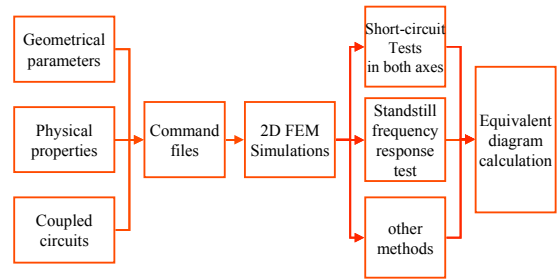 Geometrical
parameters
Physical
properties
Coupled
circuits
Command
files
2D FEM
Simulations
Short-circuit
Tests
in both axes
Standstill
frequency
response
test
other
methods
Equivalent
diagram
calculation